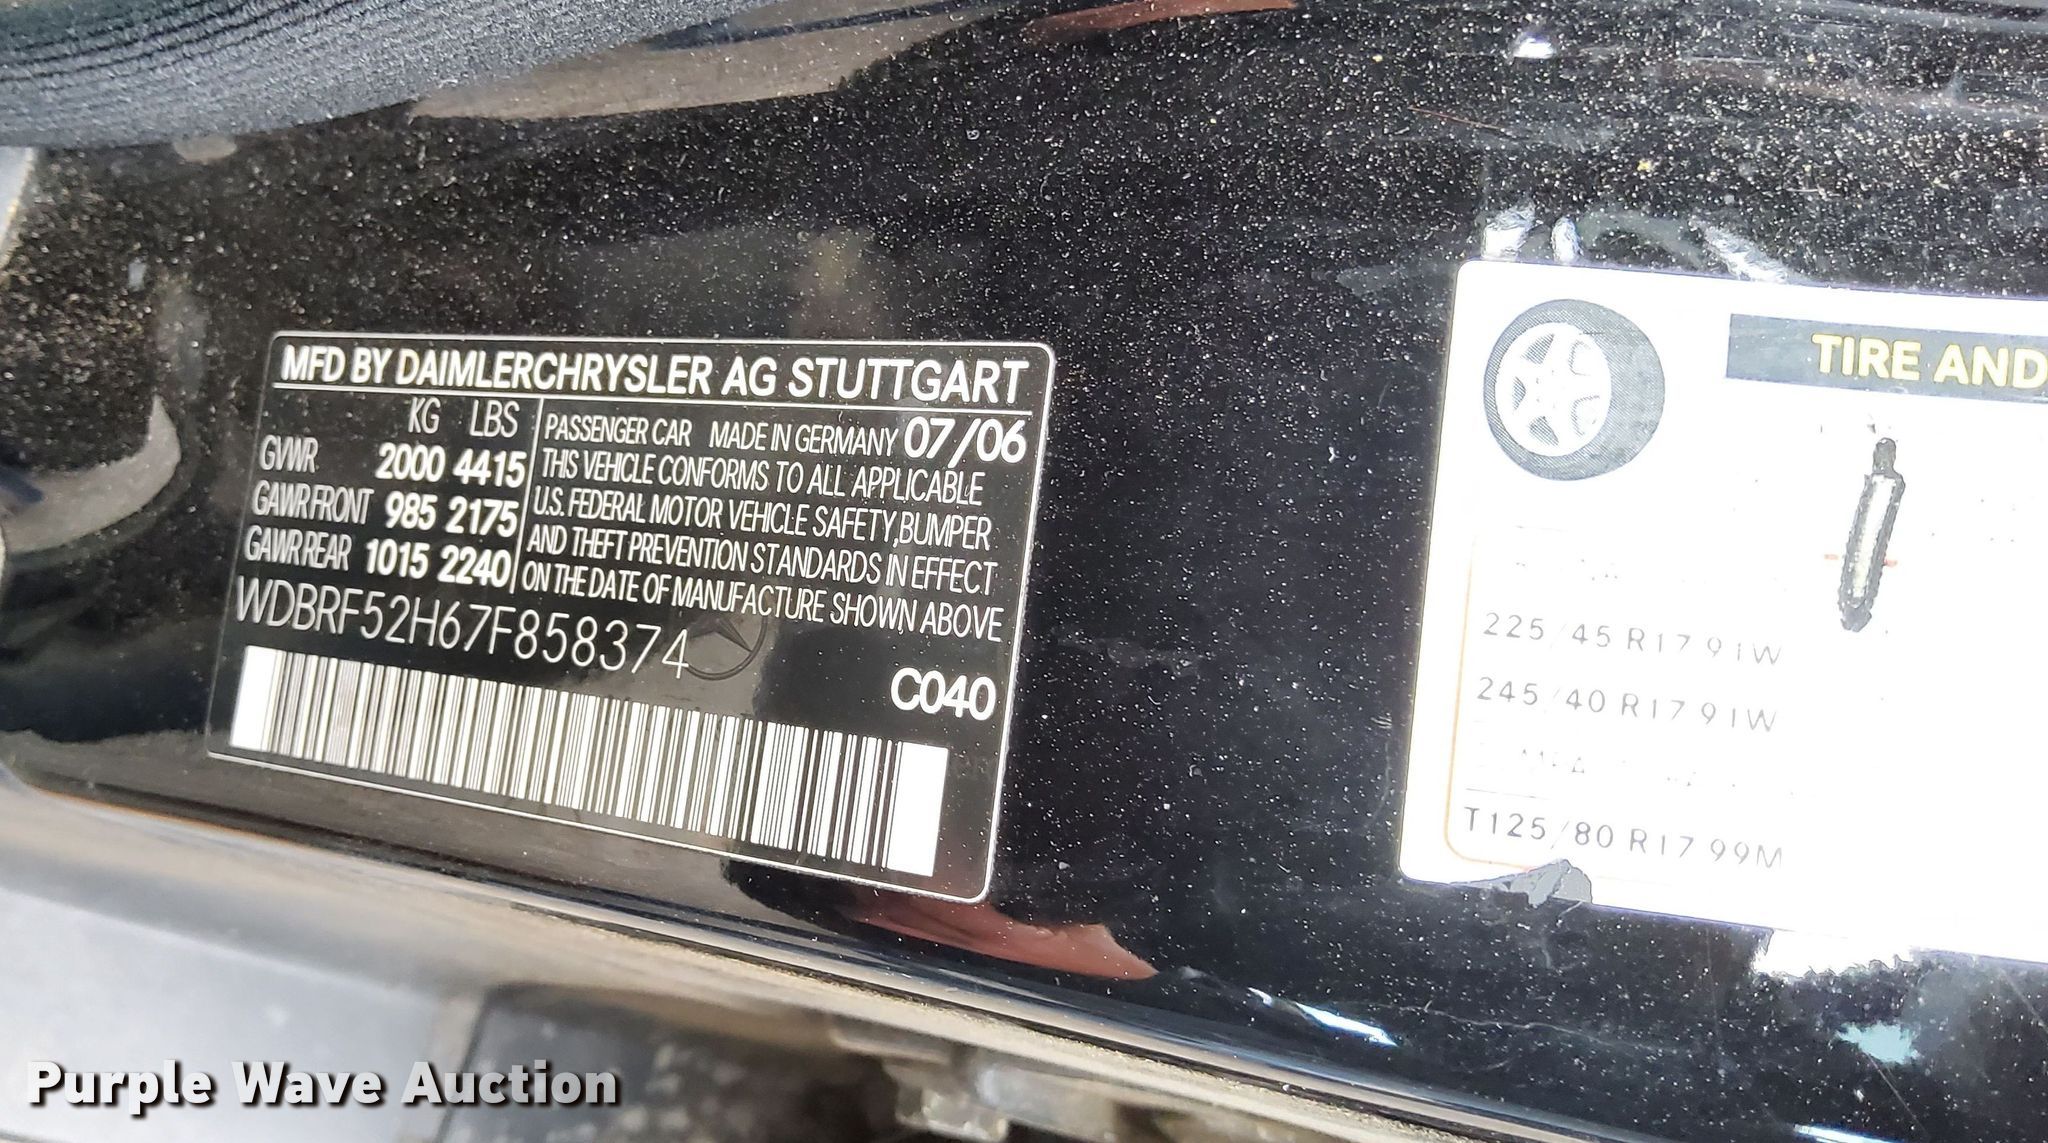 MFD BY DAIMLERCHRYSLER AG STUTTGART
KG LBS
GVWR 2000 4415
GAWR FRONT 985 2175
GAWR REAR 1015 2240
PASSENGER CAR MADE IN GERMANY 07/06
THIS VEHICLE CONFORMS TO ALL APPLICABLE
U.S. FEDERAL MOTOR VEHICLE SAFETY, BUMPER
AND THEFT PREVENTION STANDARDS IN EFFECT
ON THE DATE OF MANUFACTURE SHOWN ABOVE
WDBRF52H67F858374
C040
TIRE AND
225/45 R17 91W
245/40 R17 91W
T125/80 R17 99M
Purple Wave Auction